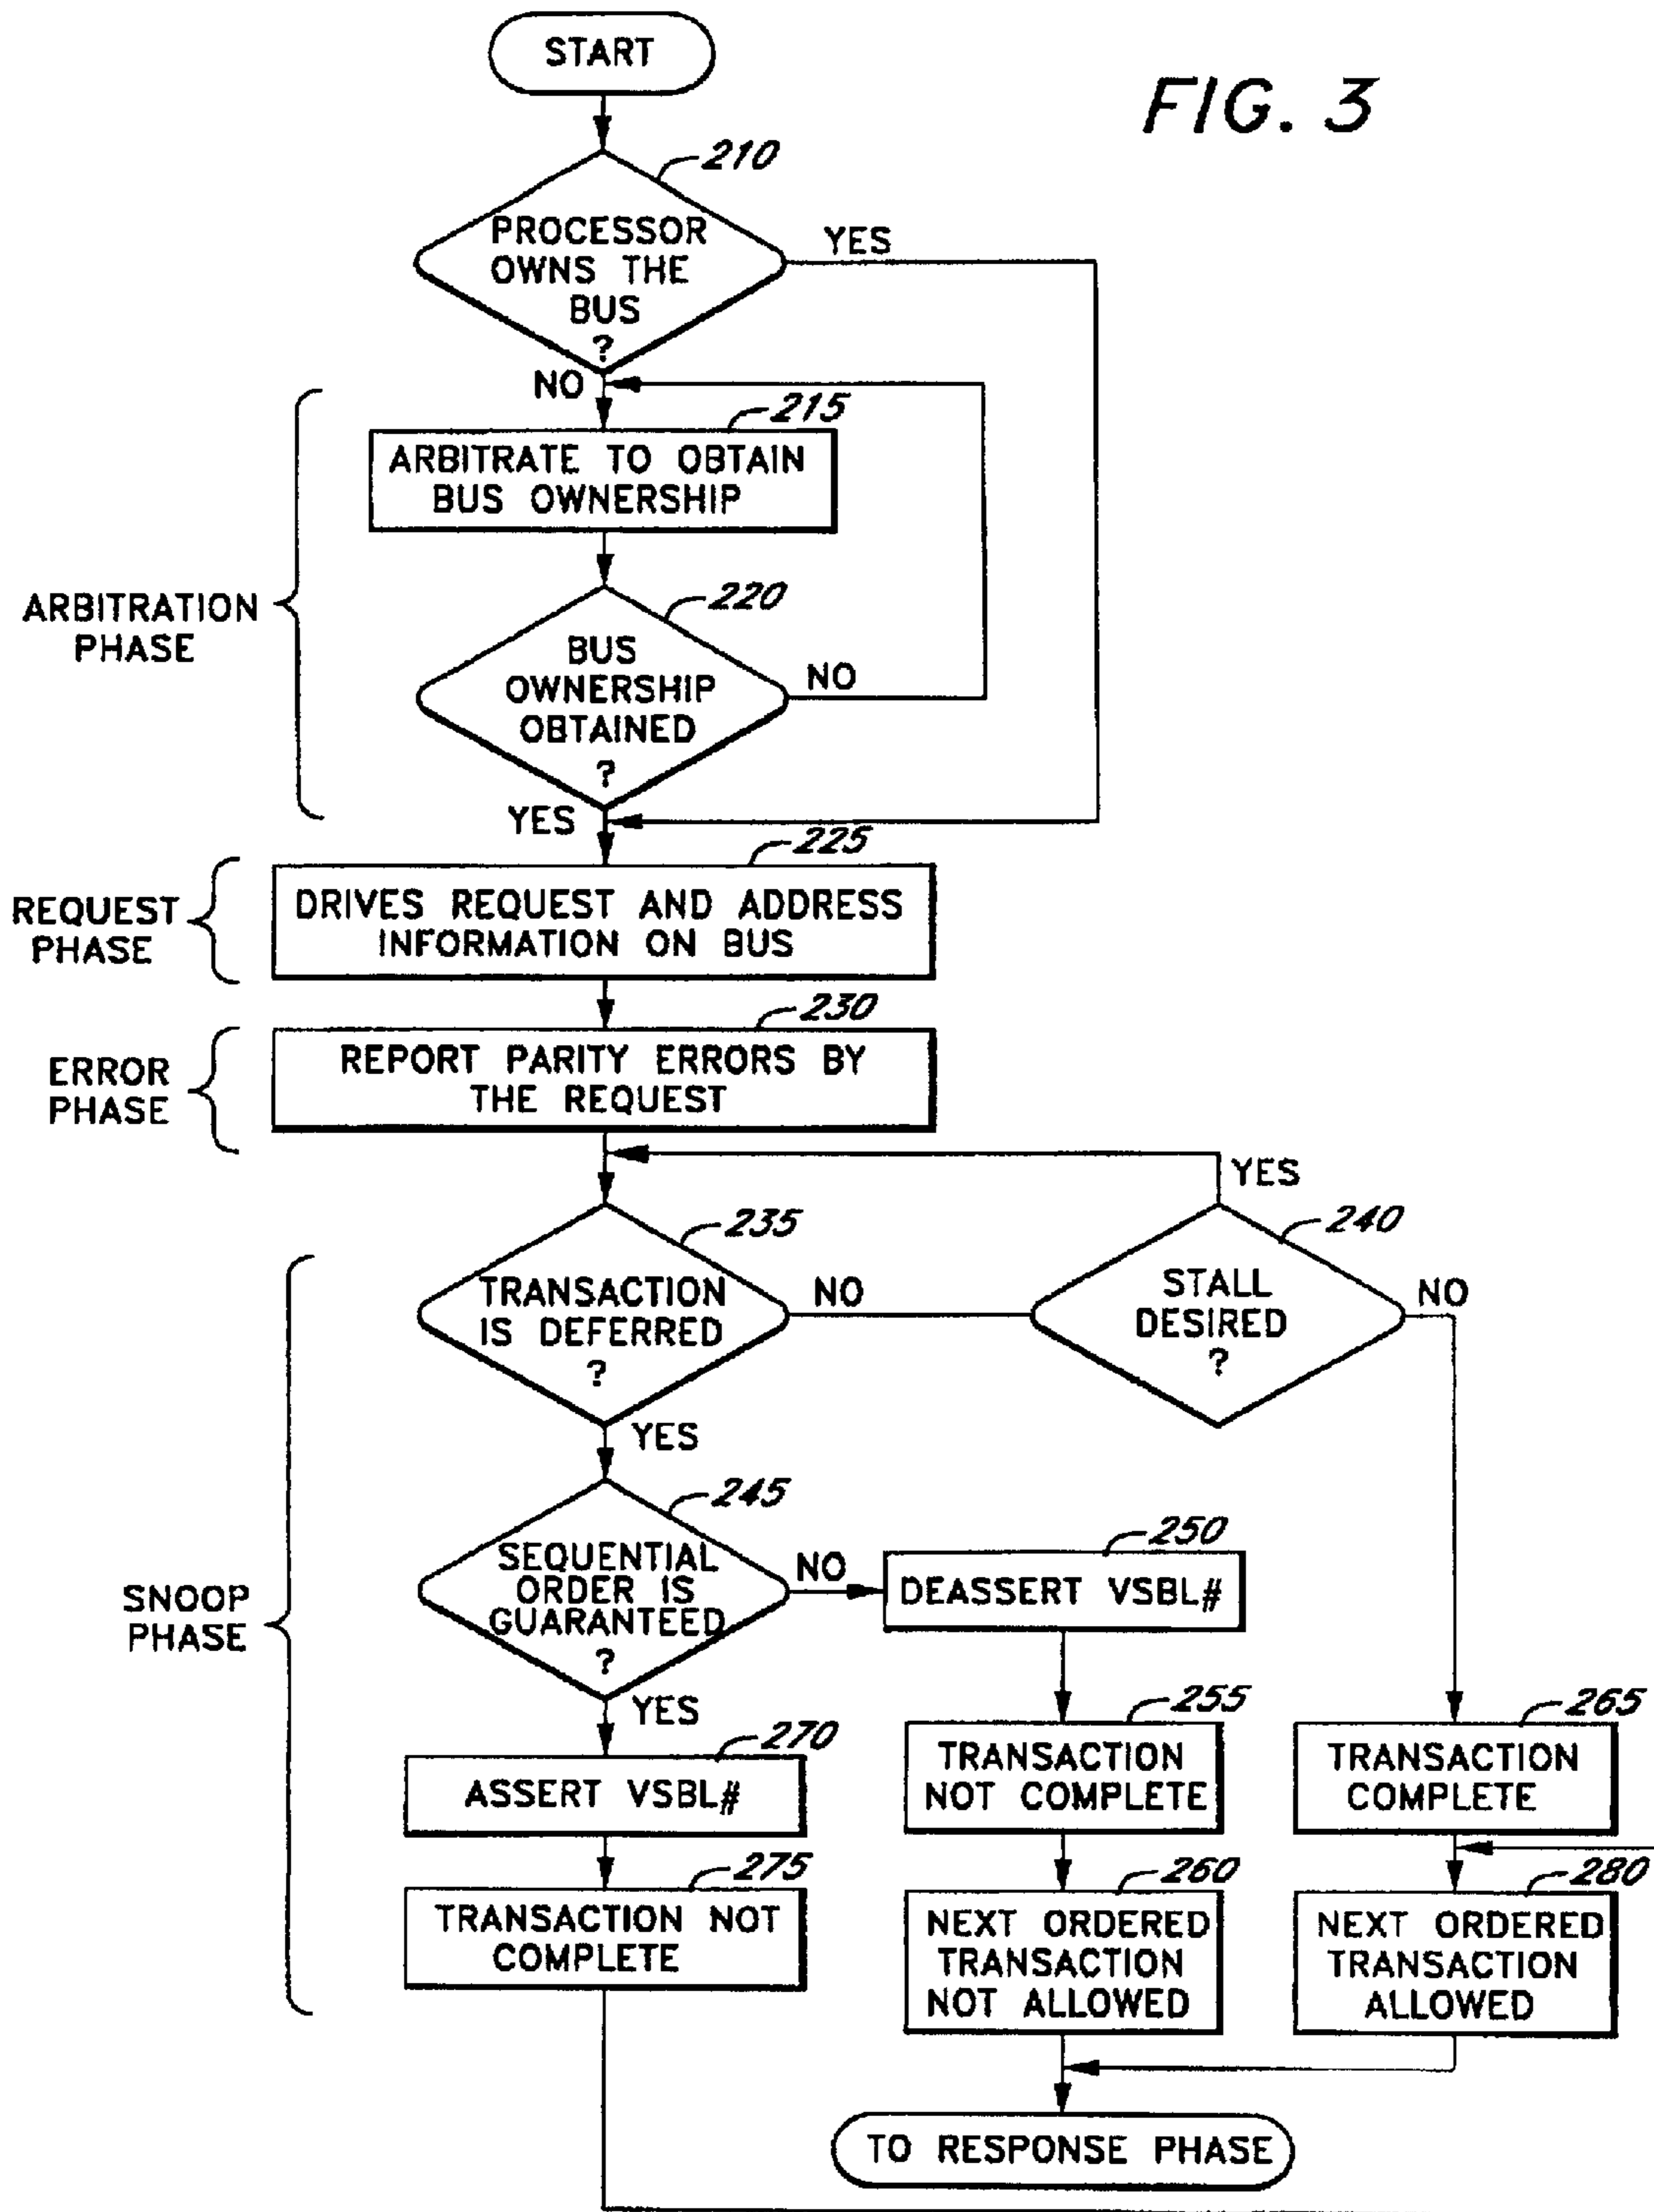 START
FIG. 3
210
PROCESSOR
OWNS THE
BUS
?
YES
NO
215
ARBITRATE TO OBTAIN
BUS OWNERSHIP
ARBITRATION
PHASE
220
BUS
OWNERSHIP
OBTAINED
?
NO
YES
225
REQUEST
PHASE
DRIVES REQUEST AND ADDRESS
INFORMATION ON BUS
230
ERROR
PHASE
REPORT PARITY ERRORS BY
THE REQUEST
YES
235
TRANSACTION
IS DEFERRED
?
NO
240
STALL
DESIRED
?
NO
YES
SNOOP
PHASE
245
SEQUENTIAL
ORDER IS
GUARANTEED
?
NO
250
DEASSERT VSBL#
YES
270
ASSERT VSBL#
255
TRANSACTION
NOT COMPLETE
265
TRANSACTION
COMPLETE
275
TRANSACTION NOT
COMPLETE
260
NEXT ORDERED
TRANSACTION
NOT ALLOWED
280
NEXT ORDERED
TRANSACTION
ALLOWED
TO RESPONSE PHASE